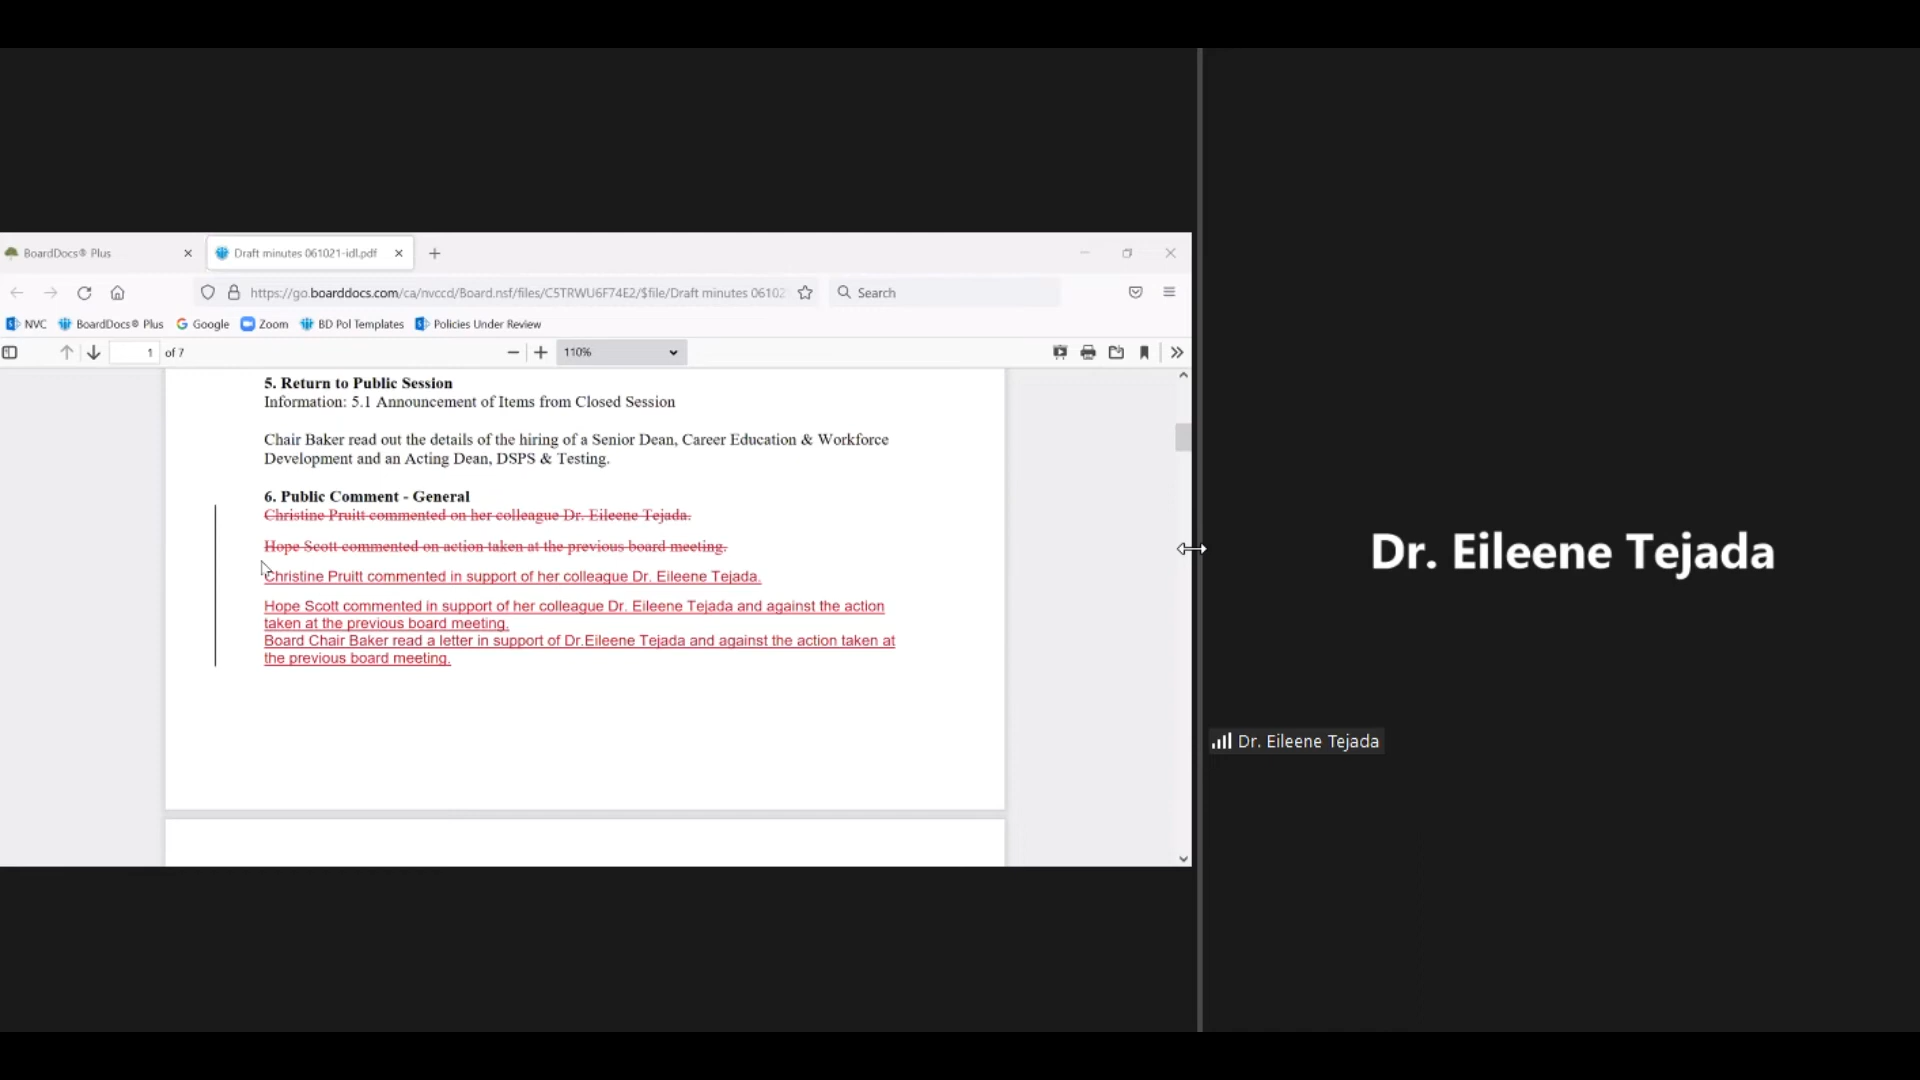 BoardDocs® Plus
Draft minutes 061021-idl.pdf
https://go.boarddocs.com/ca/nvccd/Board.nsf/files/C5TRWU6F74E2/$file/Draft minutes 06102
Search
NVC
BoardDocs® Plus
Google
Zoom
BD Pol Templates
Policies Under Review
1 of 7
110%
5. Return to Public Session
Information: 5.1 Announcement of Items from Closed Session
Chair Baker read out the details of the hiring of a Senior Dean, Career Education & Workforce
Development and an Acting Dean, DSPS & Testing.
6. Public Comment - General
Christine Pruitt commented on her colleague Dr. Eileene Tejada.
Hope Scott commented on action taken at the previous board meeting.
Christine Pruitt commented in support of her colleague Dr. Eileene Tejada.
Hope Scott commented in support of her colleague Dr. Eileene Tejada and against the action
taken at the previous board meeting.
Board Chair Baker read a letter in support of Dr.Eileene Tejada and against the action taken at
the previous board meeting.
Dr. Eileene Tejada
Dr. Eileene Tejada